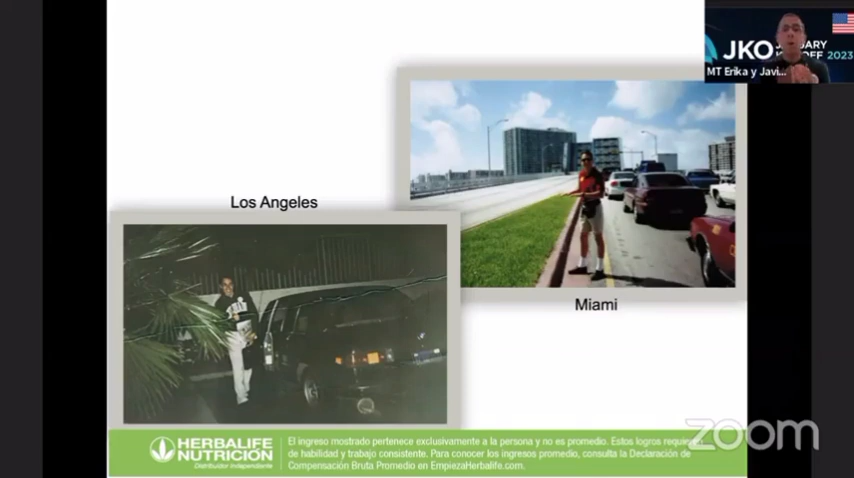 JKO JANUARY
KICKOFF 2023
MT Erika y Javi...
Los Angeles
Miami
HERBALIFE
NUTRICIÓN
Distribuidor Independiente
El ingreso mostrado pertenece exclusivamente a la persona y no es promedio. Estos logros requieren
de habilidad y trabajo consistente. Para conocer los ingresos promedio, consulta la Declaración de
Compensación Bruta Promedio en EmpiezaHerbalife.com.
zoom